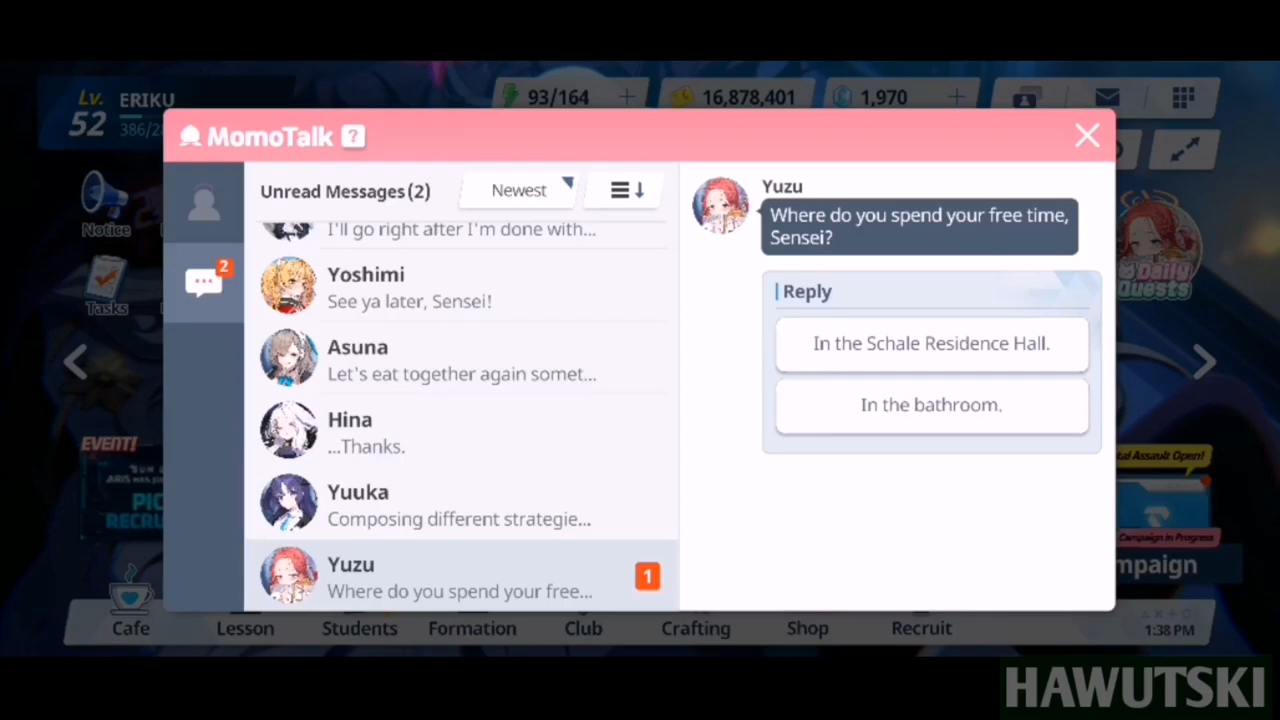 Lv.
52
ERIKU
93/164
16,878,401
1,970
MomoTalk ?
Unread Messages(2)
Newest
2
I'll go right after I'm done with...
Yoshimi
See ya later, Sensei!
Asuna
Let's eat together again somet...
Hina
...Thanks.
Yuuka
Composing different strategie...
Yuzu
Where do you spend your free...
1
Yuzu
Where do you spend your free time,
Sensei?
Reply
In the Schale Residence Hall.
In the bathroom.
Notice
Tasks
EVENT!
Daily
Quests
Campaign in Progress
Cafe
Lesson
Students
Formation
Club
Crafting
Shop
Recruit
1:38 PM
HAWUTSKI